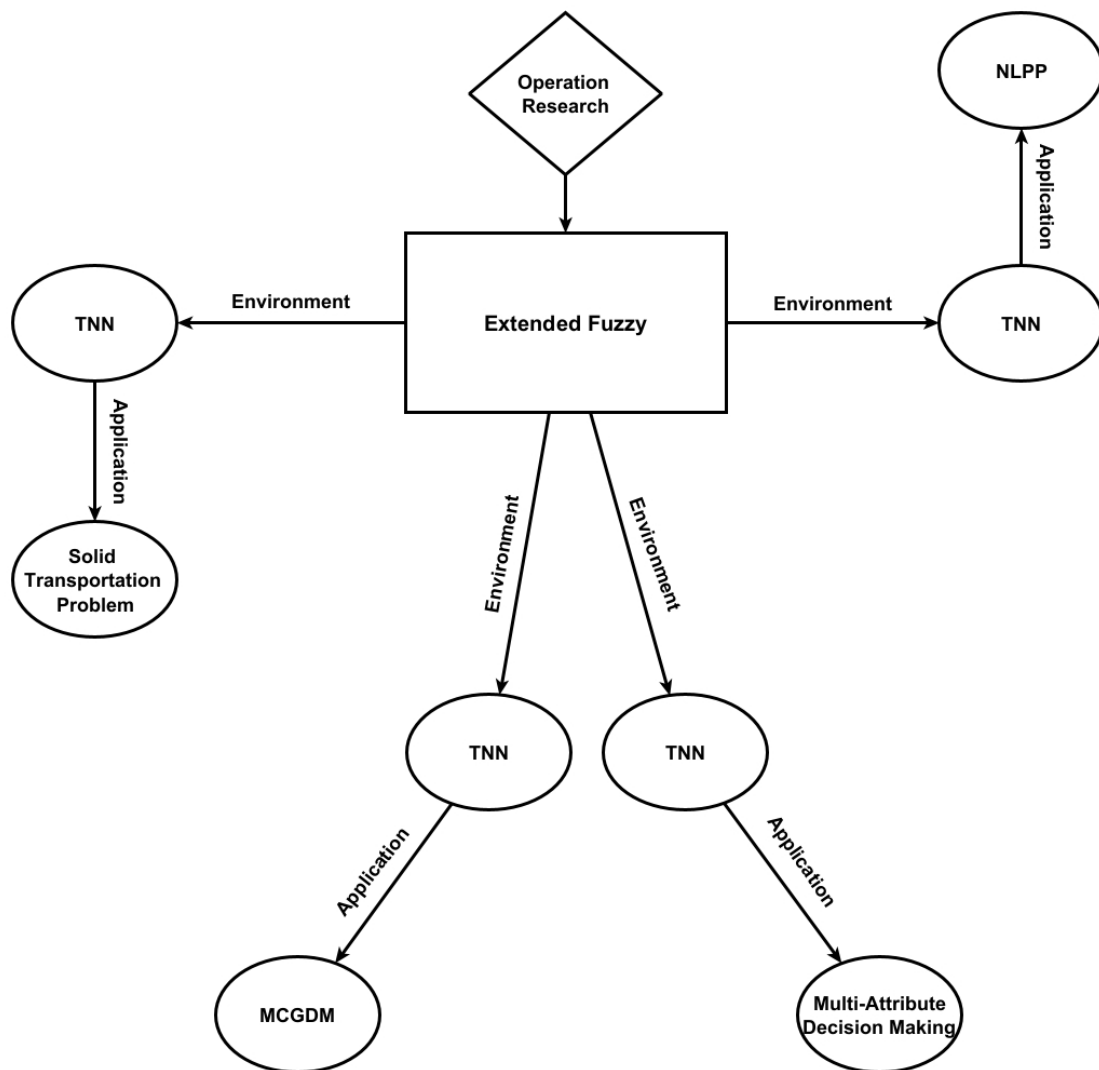 Operation
Research
NLPP
Application
Environment
Extended Fuzzy
Environment
TNN
TNN
Application
Solid
Transportation
Problem
Environment
Environment
TNN
TNN
Application
Application
MCGDM
Multi-Attribute
Decision Making